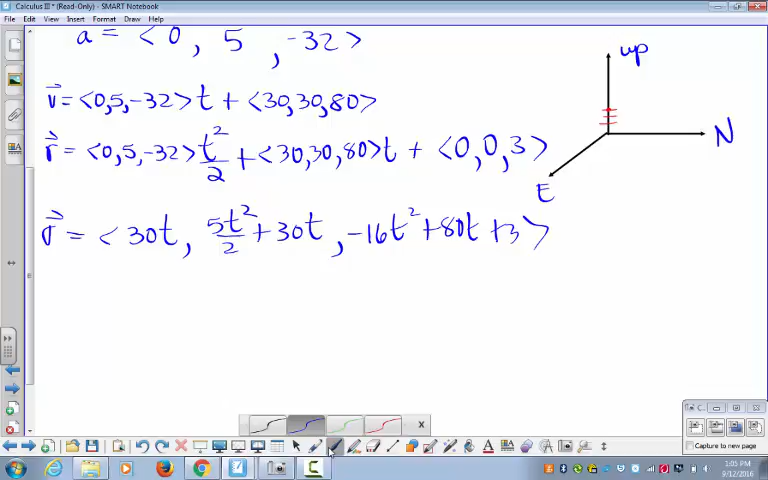 Calculus III * (Read-Only) - SMART Notebook
File Edit View Insert Format Tools Draw Help
a = <0, 5, -32>
up
v⃗ = <0,5,-32>t + <30,30,80>
r⃗ = <0,5,-32> t²/2 + <30,30,80>t + <0,0,3>
N
E
r⃗ = <30t, 5t²/2 + 30t, -16t² + 80t + 3>
Capture to new page
1:05 PM
9/12/2016